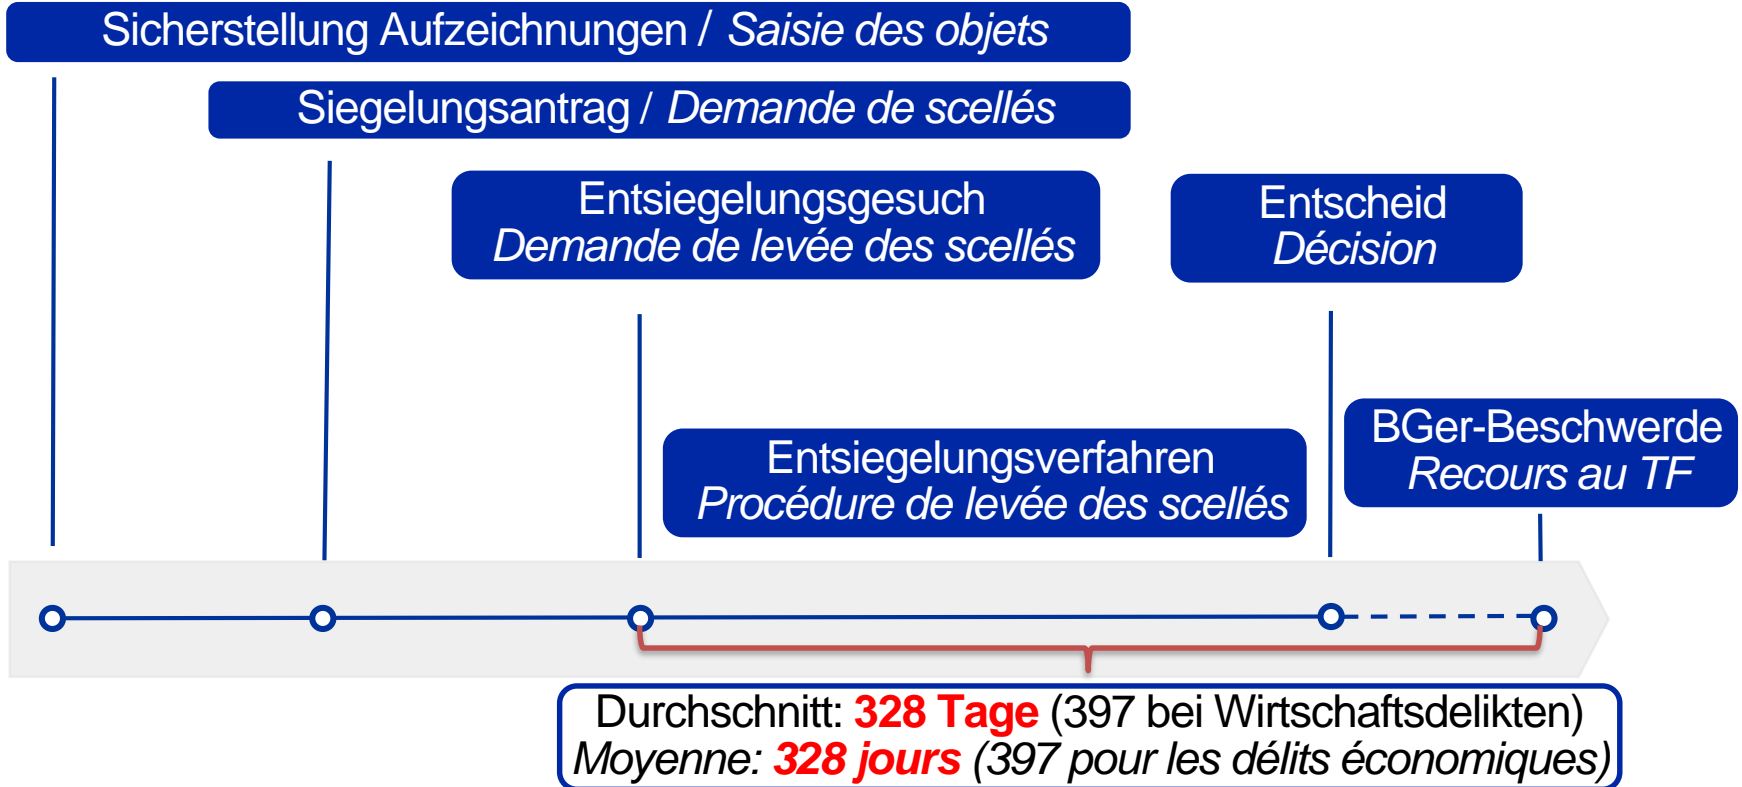 Sicherstellung Aufzeichnungen / Saisie des objets
Siegelungsantrag / Demande de scellés
Entsiegelungsgesuch
Demande de levée des scellés
Entscheid
Décision
Entsiegelungsverfahren
Procédure de levée des scellés
BGer-Beschwerde
Recours au TF
Durchschnitt: 328 Tage (397 bei Wirtschaftsdelikten)
Moyenne: 328 jours (397 pour les délits économiques)